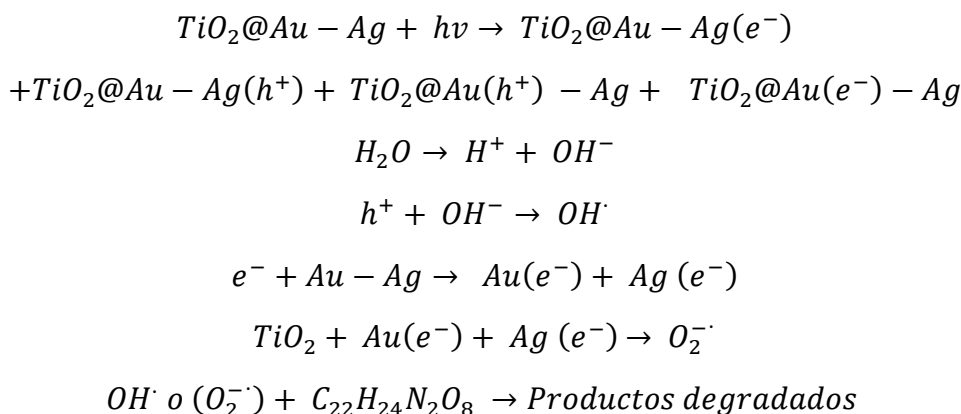 TiO₂@Au − Ag + hv → TiO₂@Au − Ag(e⁻)
+TiO₂@Au − Ag(h⁺) + TiO₂@Au(h⁺) − Ag + TiO₂@Au(e⁻) − Ag
H₂O → H⁺ + OH⁻
h⁺ + OH⁻ → OH˙
e⁻ + Au − Ag → Au(e⁻) + Ag (e⁻)
TiO₂ + Au(e⁻) + Ag (e⁻) → O₂⁻˙
OH˙ o (O₂⁻˙) + C₂₂H₂₄N₂O₈ → Productos degradados